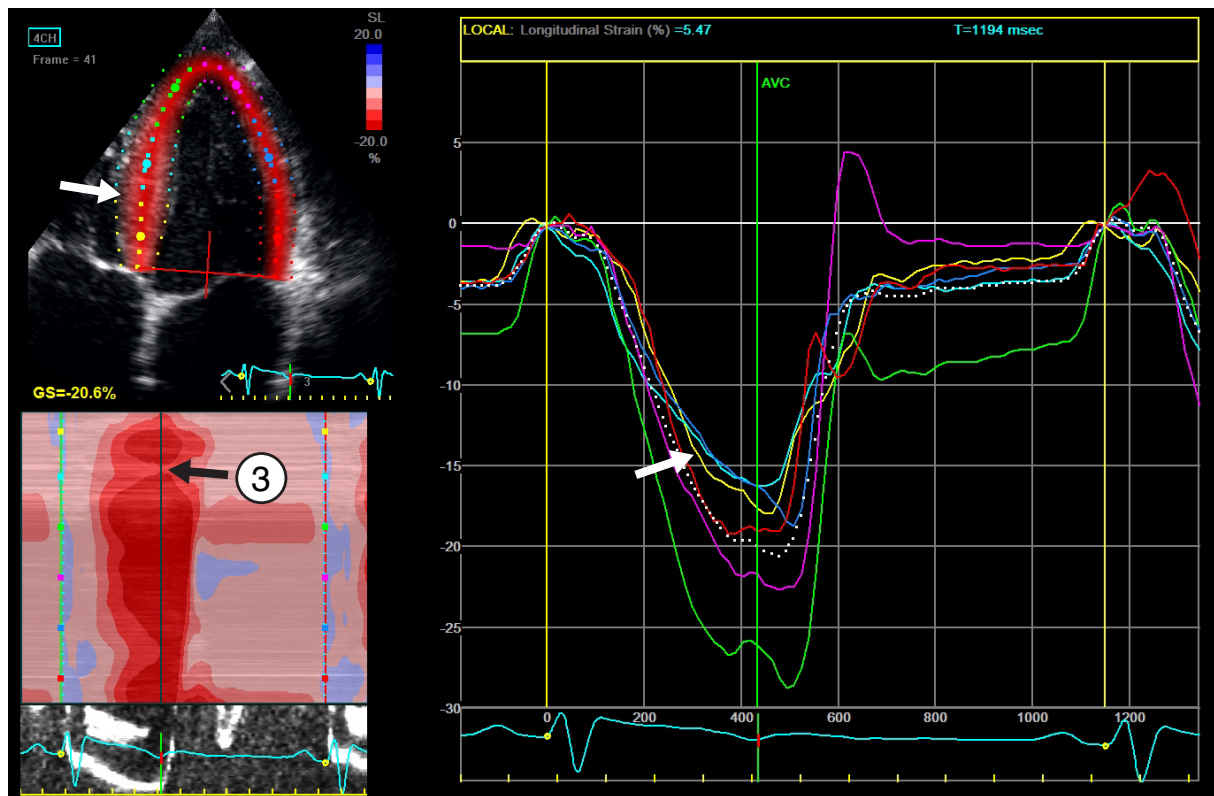 4CH
Frame = 41
SL
20.0
-20.0
%
GS=-20.6%
3
3
LOCAL: Longitudinal Strain (%) =5.47
T=1194 msec
AVC
5
0
-5
-10
-15
-20
-25
-30
0 200 400 600 800 1000 1200